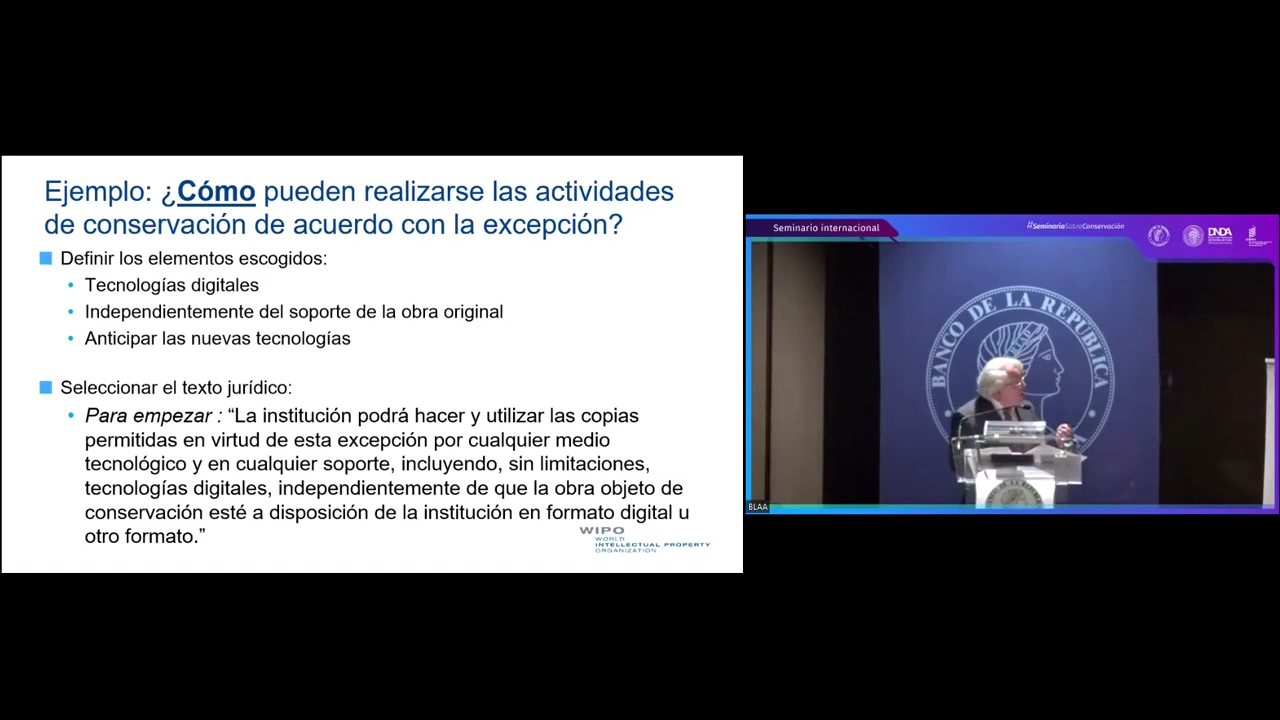 Ejemplo: ¿Cómo pueden realizarse las actividades
de conservación de acuerdo con la excepción?
Definir los elementos escogidos:
• Tecnologías digitales
• Independientemente del soporte de la obra original
• Anticipar las nuevas tecnologías
Seleccionar el texto jurídico:
• Para empezar : “La institución podrá hacer y utilizar las copias
permitidas en virtud de esta excepción por cualquier medio
tecnológico y en cualquier soporte, incluyendo, sin limitaciones,
tecnologías digitales, independientemente de que la obra objeto de
conservación esté a disposición de la institución en formato digital u
otro formato.”
WIPO
WORLD
INTELLECTUAL PROPERTY
ORGANIZATION
Seminario internacional
#SeminarioSobreConservación
DNDA
BANCO DE LA REPUBLICA
BLAA